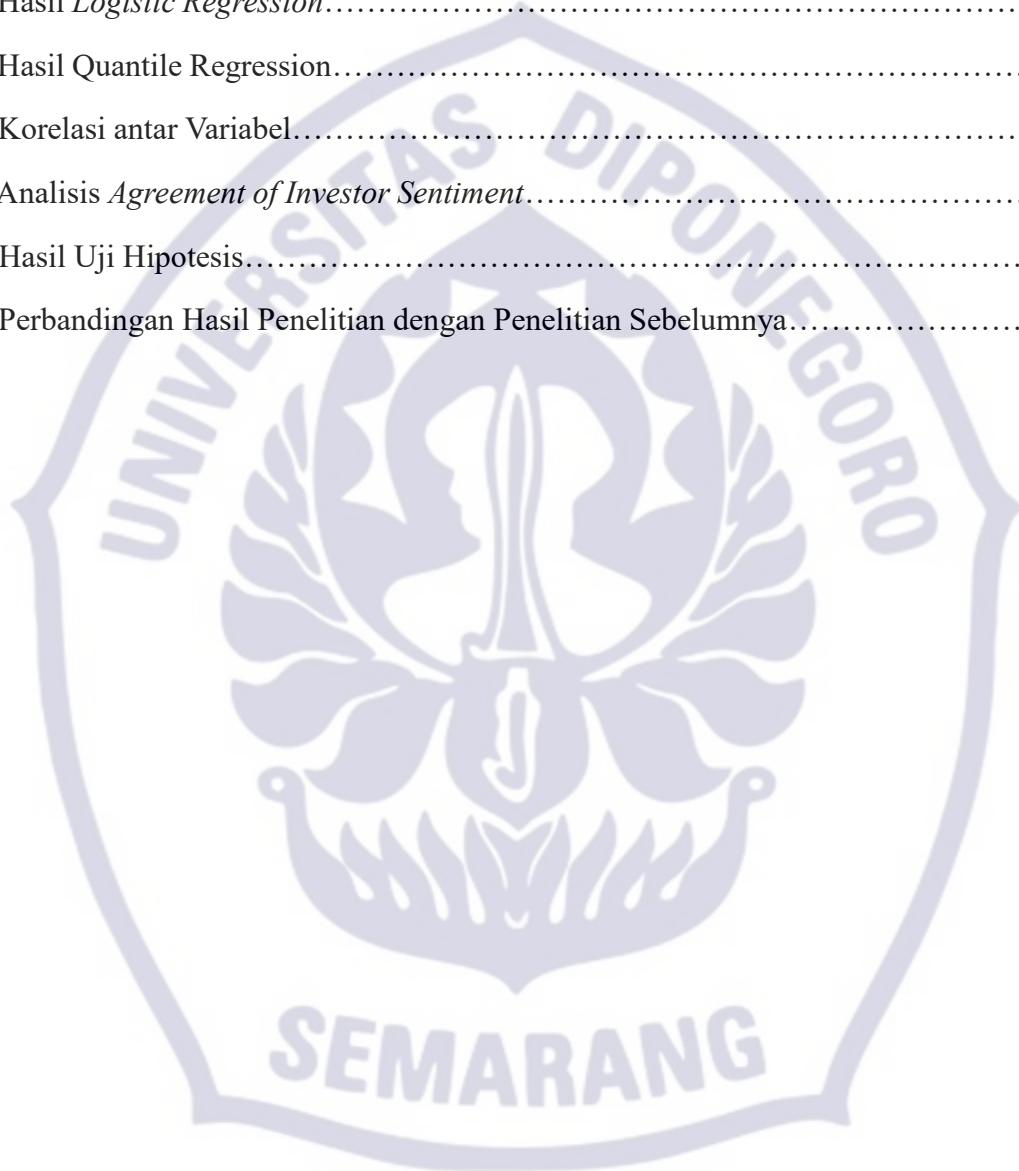 Hasil Logistic Regression……………………………………………………………
Hasil Quantile Regression……………………………………………………………
Korelasi antar Variabel………………………………………………………………
Analisis Agreement of Investor Sentiment…………………………………………
Hasil Uji Hipotesis……………………………………………………………………
Perbandingan Hasil Penelitian dengan Penelitian Sebelumnya…………………
UNIVERSITAS DIPONEGORO
SEMARANG